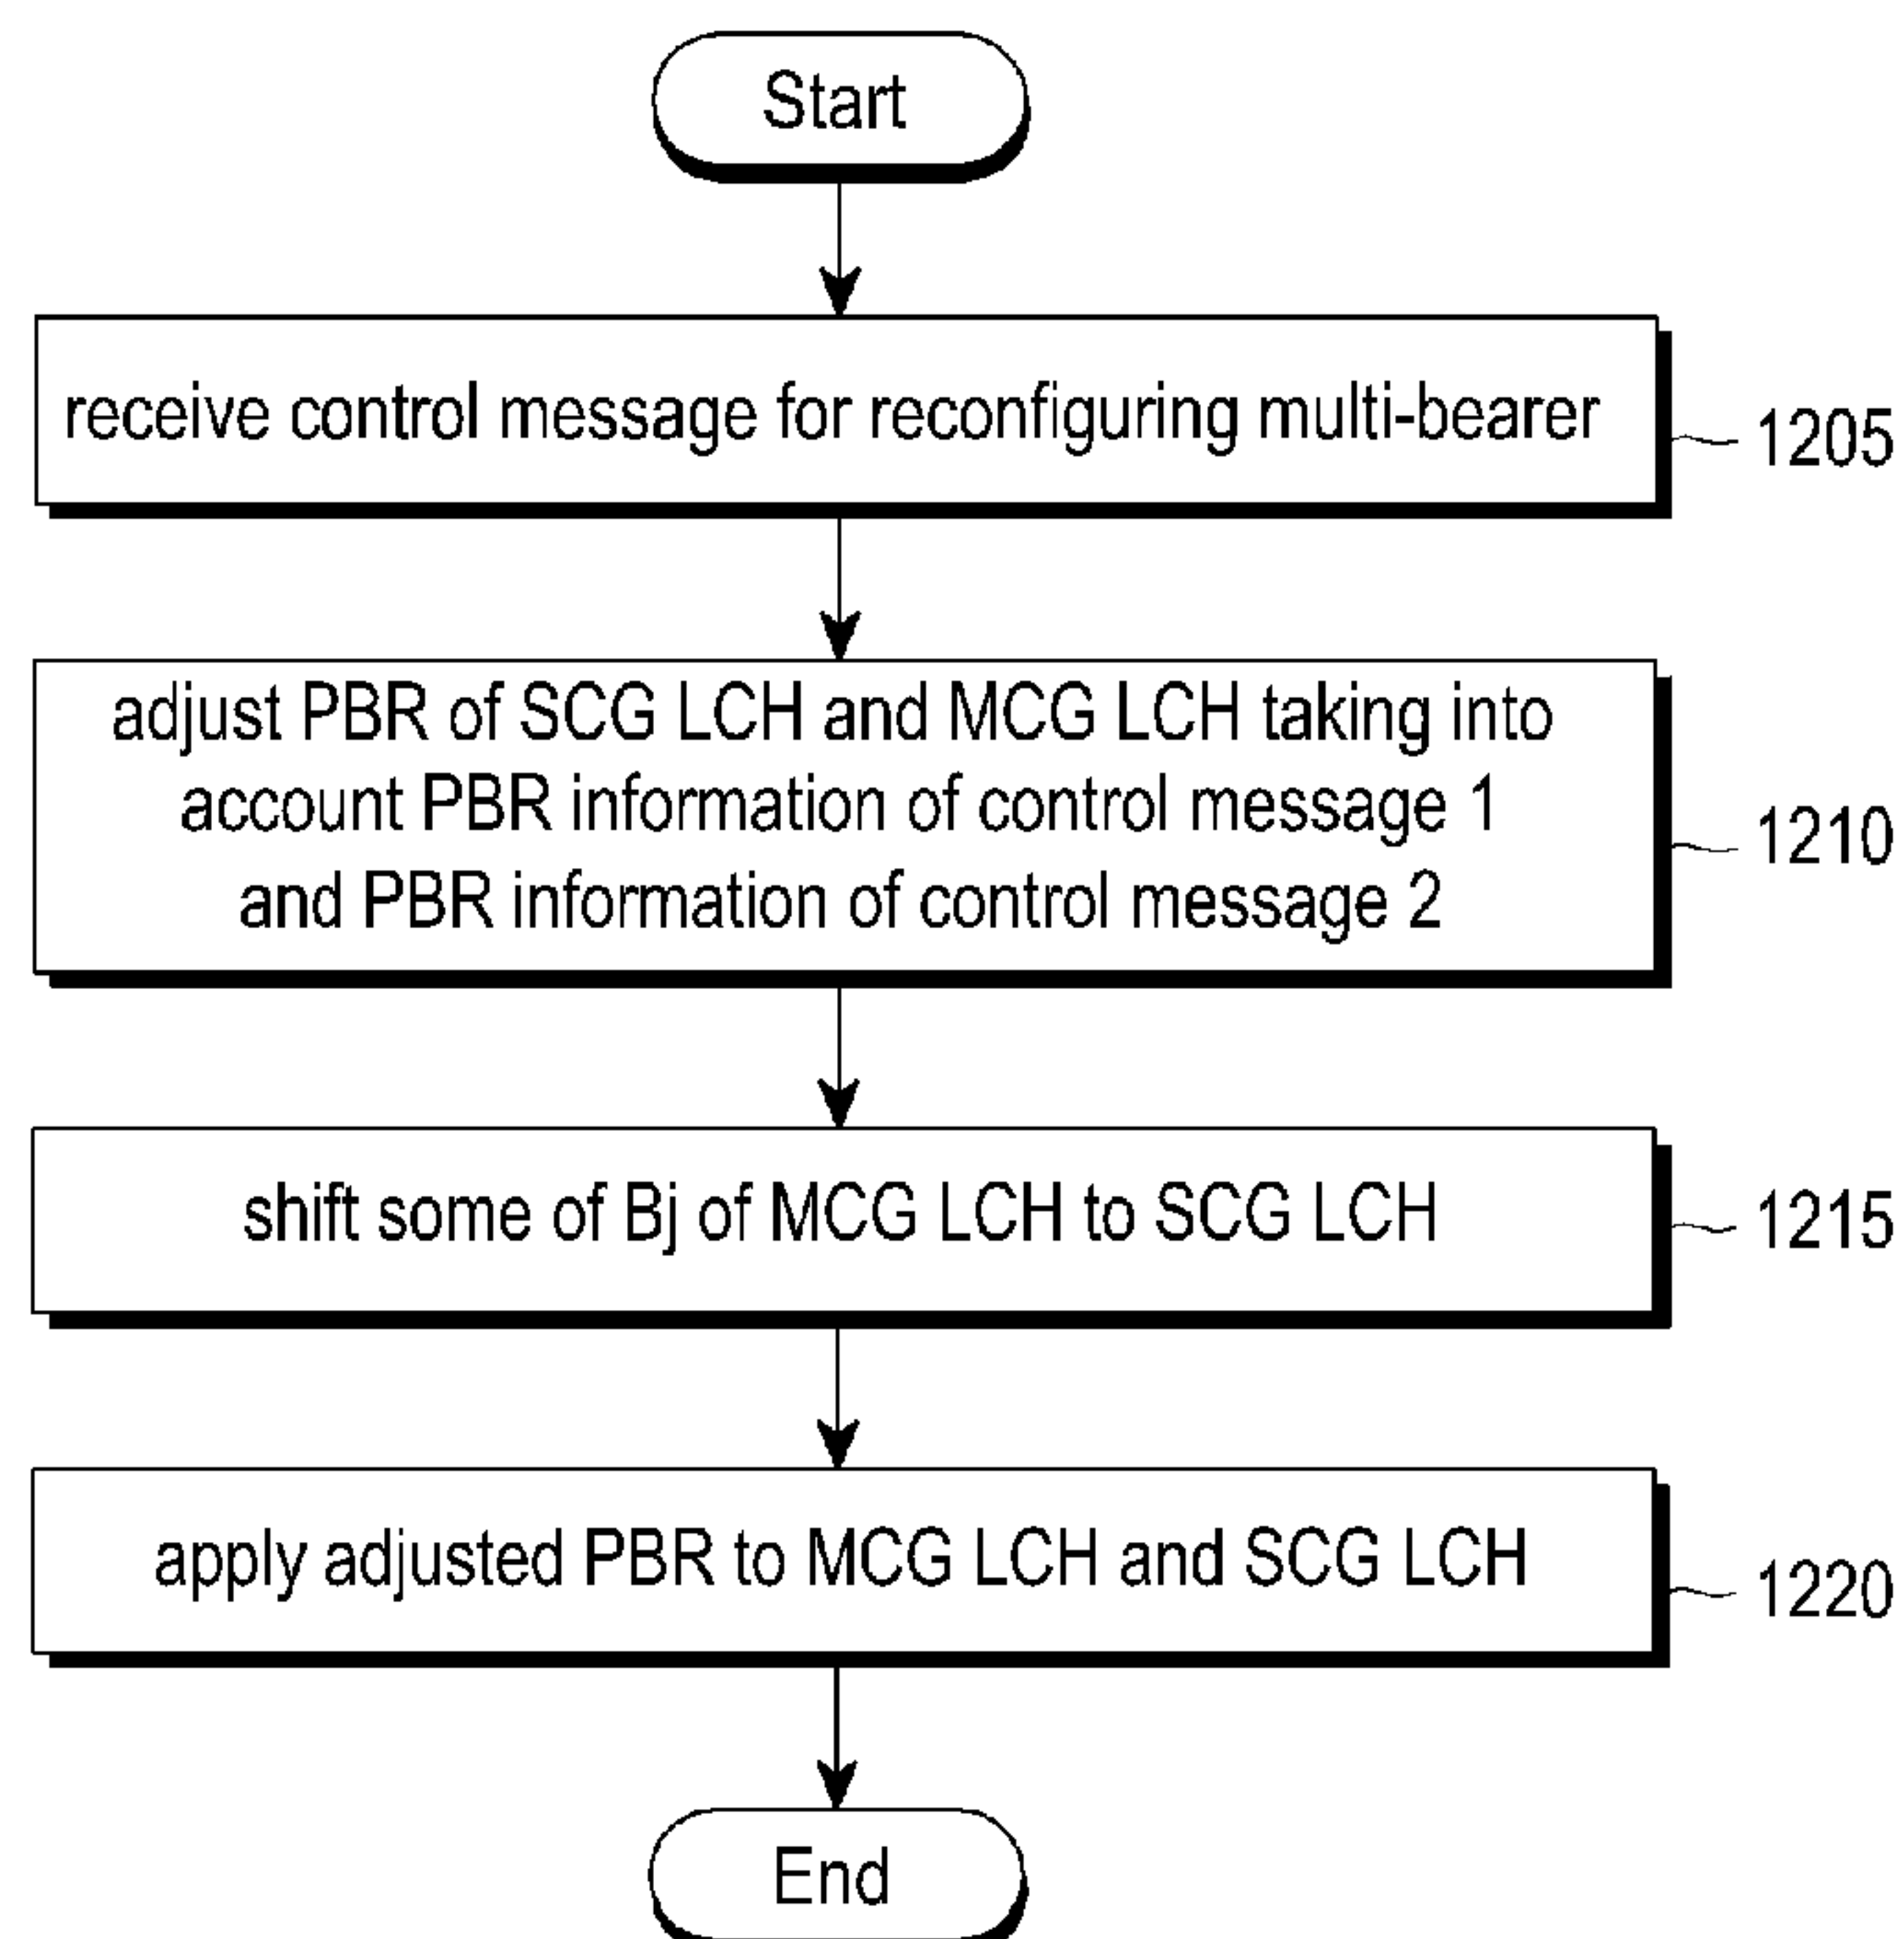 Start
receive control message for reconfiguring multi-bearer
1205
adjust PBR of SCG LCH and MCG LCH taking into
account PBR information of control message 1
and PBR information of control message 2
1210
shift some of Bj of MCG LCH to SCG LCH
1215
apply adjusted PBR to MCG LCH and SCG LCH
1220
End